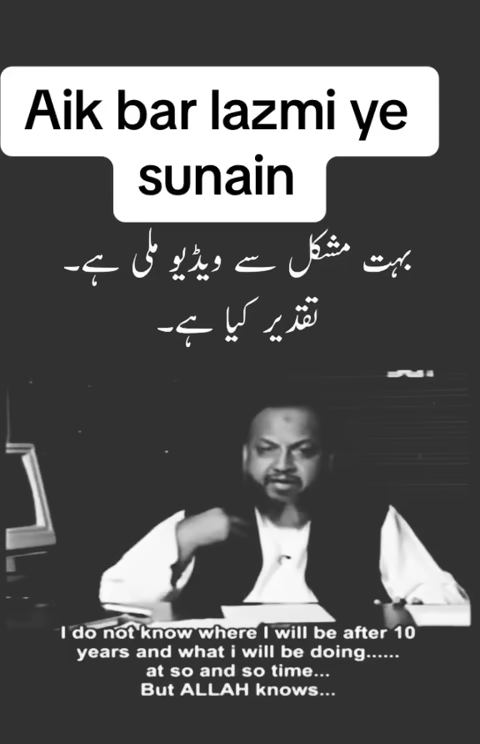 Aik bar lazmi ye
sunain
بہت مشکل سے ویڈیو ملی ہے۔
تقدیر کیا ہے۔
I do not know where I will be after 10
years and what i will be doing......
at so and so time...
But ALLAH knows...